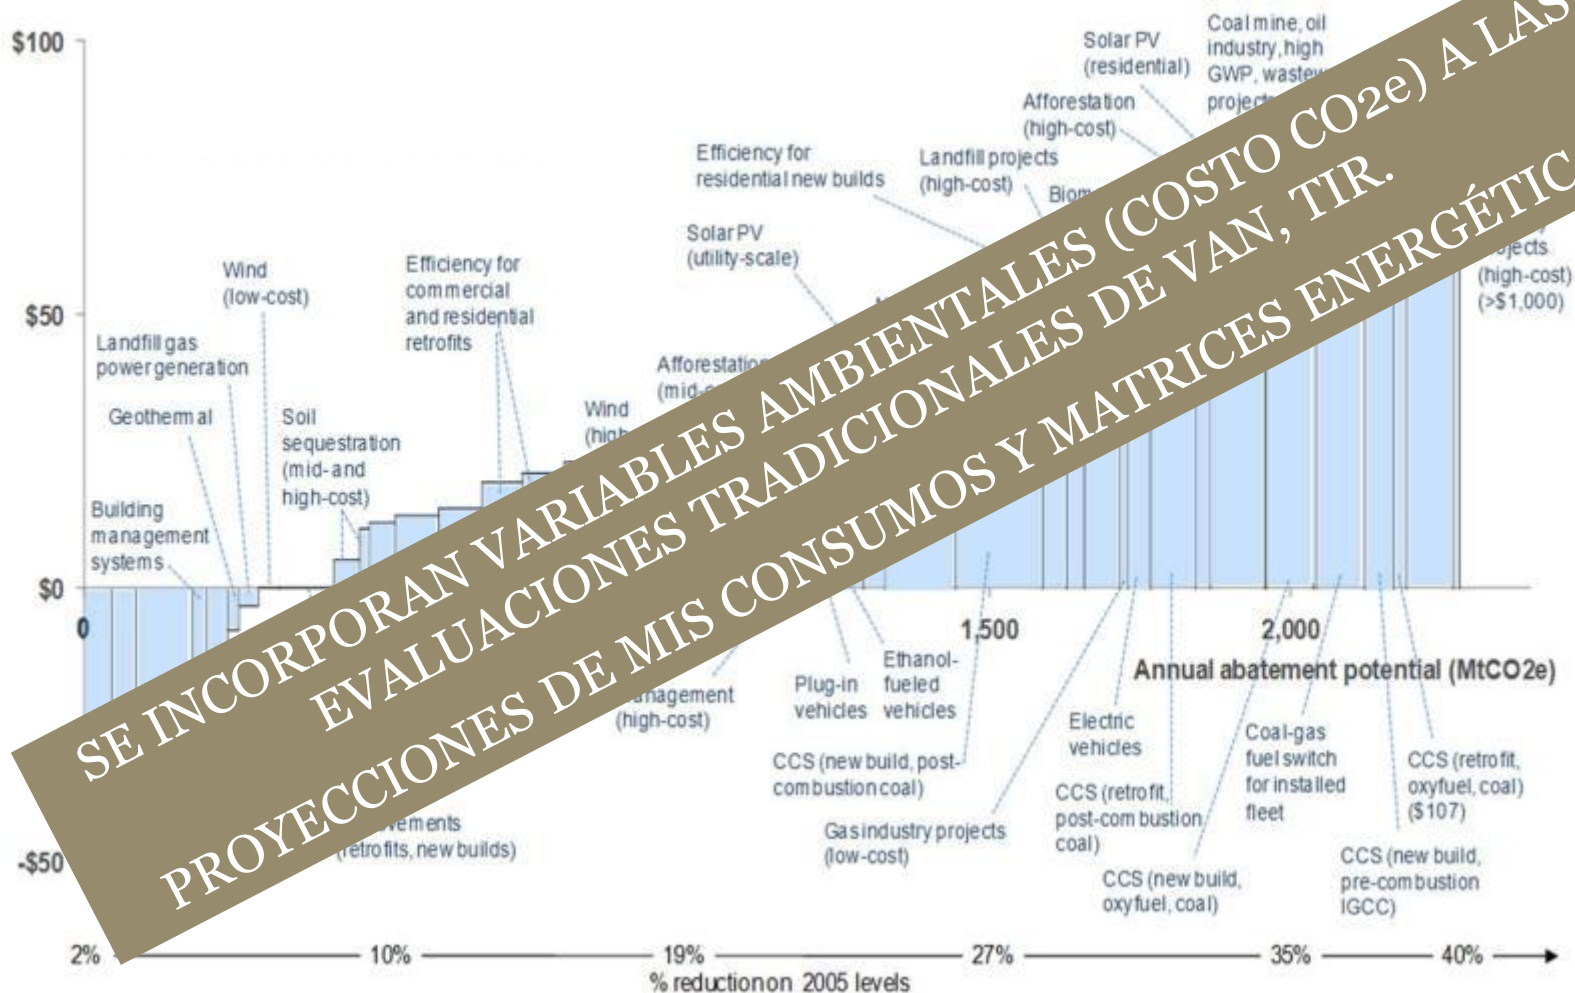 $100
$50
$0
-$50
0
1,500
2,000
Annual abatement potential (MtCO2e)
Building
management
systems
Geothermal
Landfill gas
power generation
Wind
(low-cost)
Soil
sequestration
(mid- and
high-cost)
Efficiency for
commercial
and residential
retrofits
Wind
Afforestation
Solar PV
(utility-scale)
Efficiency for
residential new builds
Landfill projects
(high-cost)
Afforestation
(high-cost)
Solar PV
(residential)
Coal mine, oil
industry, high
GWP,
(high-cost)
(>$1,000)
SE INCORPORAN VARIABLES AMBIENTALES (COSTO CO2e) A LAS
EVALUACIONES TRADICIONALES DE VAN, TIR.
PROYECCIONES DE MIS CONSUMOS Y MATRICES
(retrofits, new builds)
(high-cost)
Plug-in
vehicles
Ethanol-
fueled
vehicles
CCS (new build, post-
combustion coal)
Gas industry projects
(low-cost)
Electric
vehicles
CCS (retrofit,
post-combustion
coal)
CCS (new build,
oxyfuel, coal)
Coal-gas
fuel switch
for installed
fleet
CCS (new build,
pre-combustion
IGCC)
CCS (retrofit,
oxyfuel, coal)
($107)
2% 10% 19% 27% 35% 40%
% reduction on 2005 levels